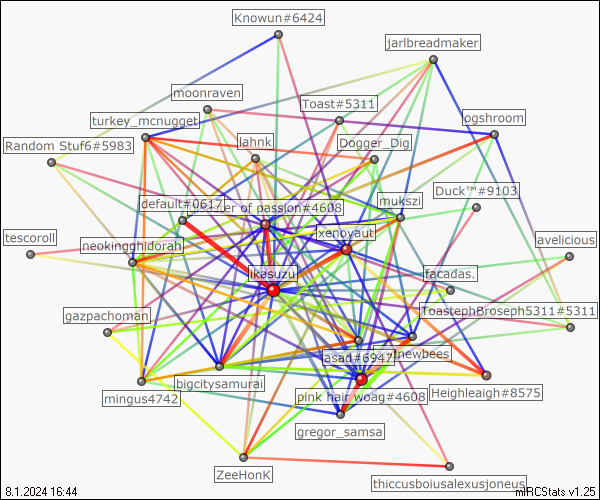 Knowun#6424
jarlbreadmaker
moonraven
Toast#5311
turkey_mcnugget
ogshroom
Random Stuf6#5983
lahnk
Dogger_Dig
Duck™#9103
default#0617
er of passion#4608
mukszi
xenoyaut
tescoroll
neokingghidorah
avelicious
ikasuzu
facadas.
gazpachoman
ToastephBroseph5311#5311
asad#6947
newbees
bigcitysamurai
mingus4742
pink hair woag#4608
Heighleaigh#8575
gregor_samsa
ZeeHonK
thiccusboiusalexusjoneus
8.1.2024 16:44
mIRCStats v1.25